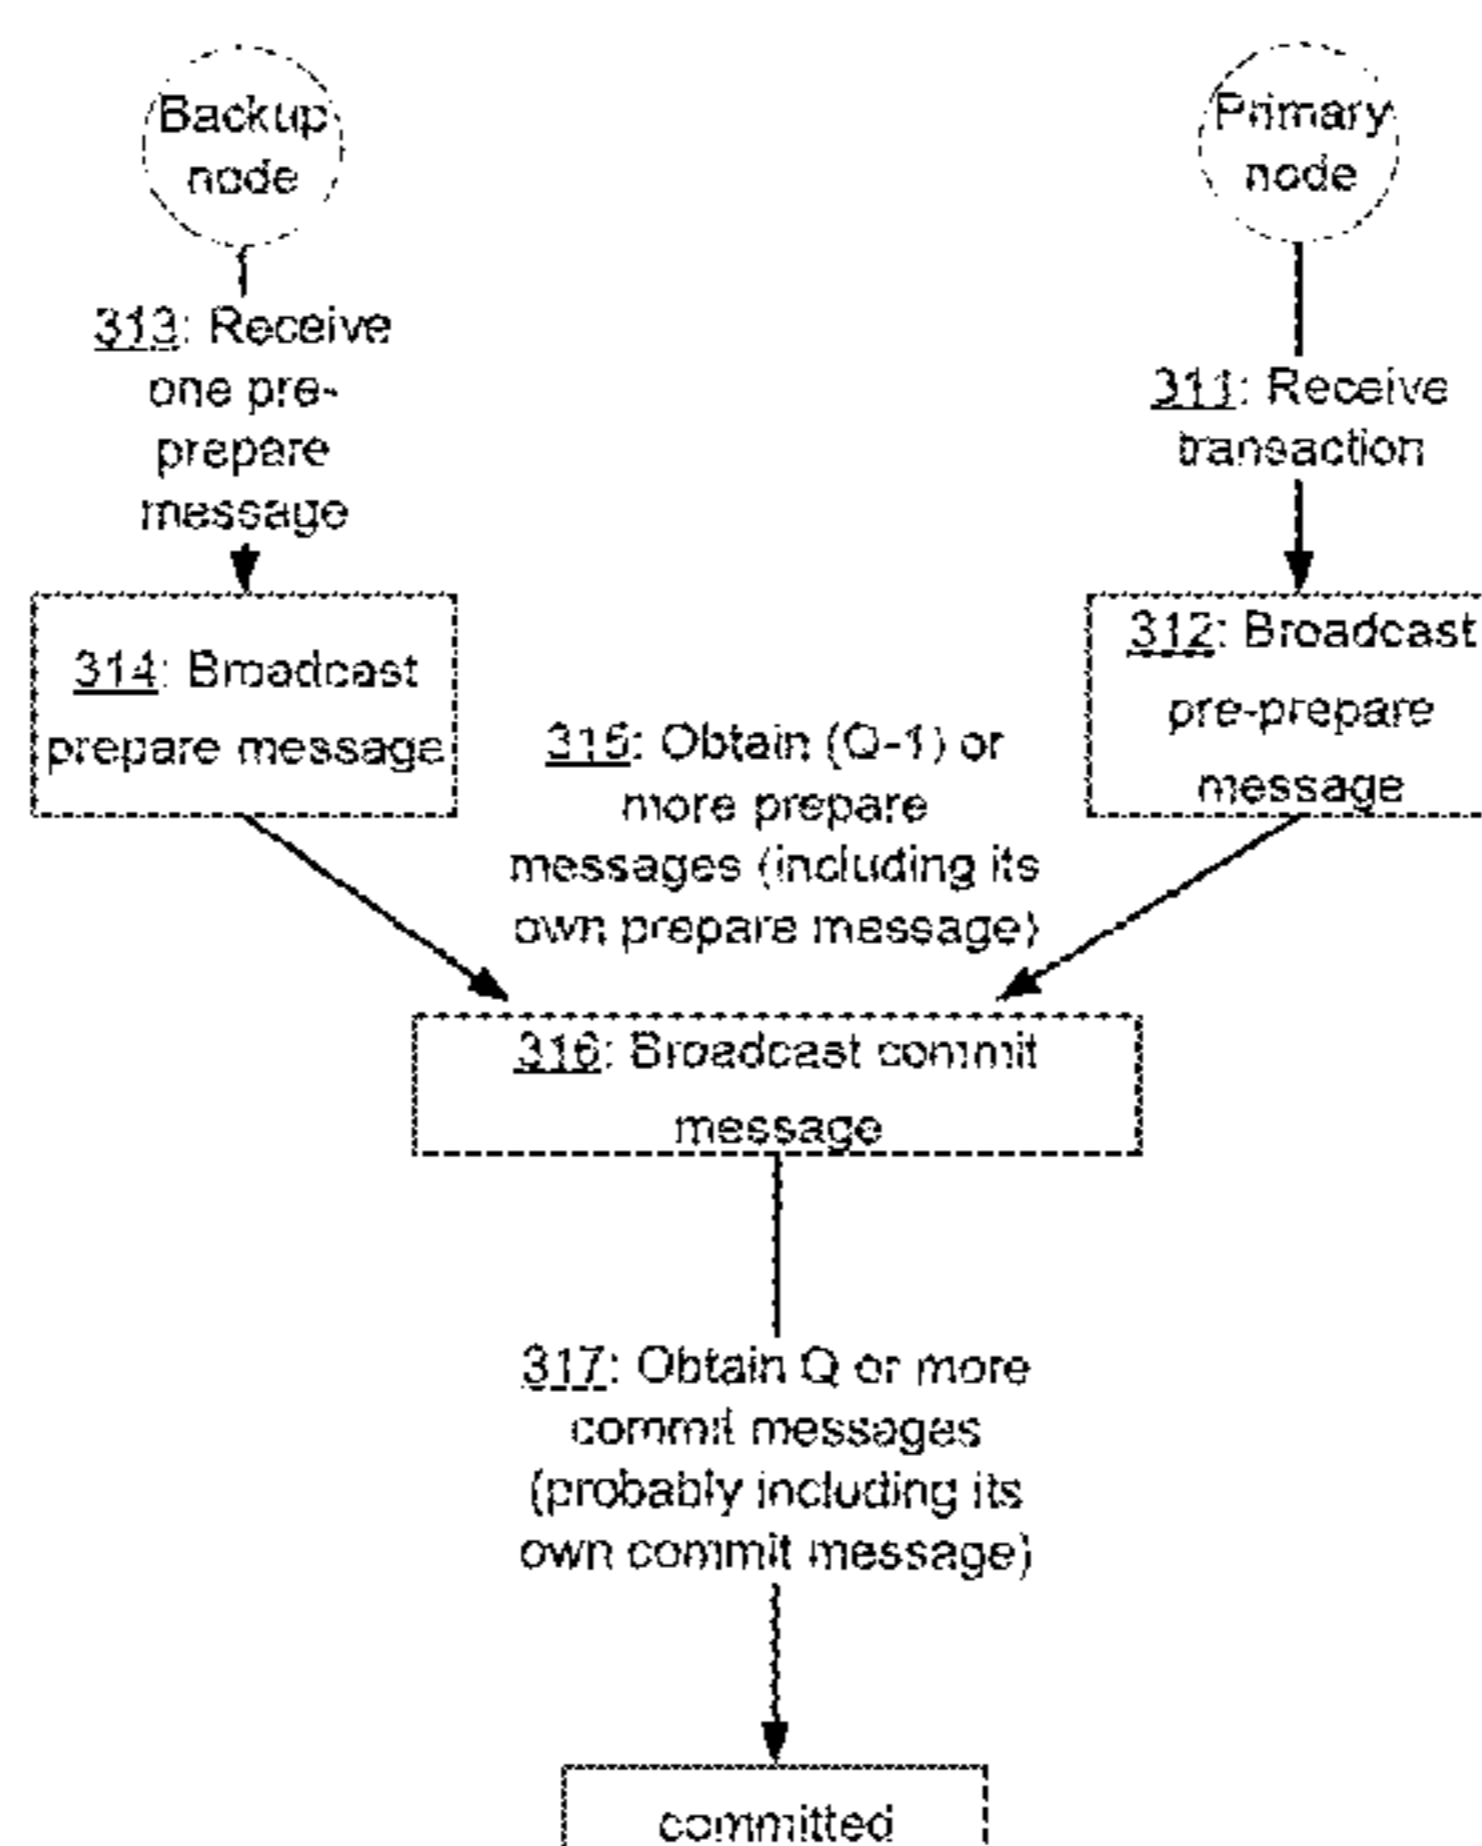 Backup
node
Primary
node
313: Receive
one pre-
prepare
message
311: Receive
transaction
314: Broadcast
prepare message
312: Broadcast
pre-prepare
message
315: Obtain (Q-1) or
more prepare
messages (including its
own prepare message)
316: Broadcast commit
message
317: Obtain Q or more
commit messages
(probably including its
own commit message)
committed